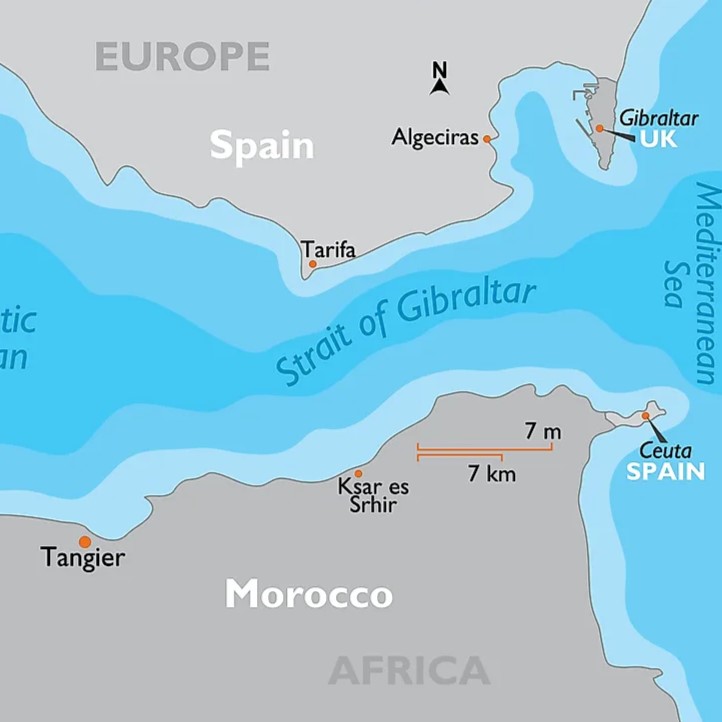 EUROPE
N
Spain
Algeciras
Gibraltar
UK
Tarifa
Mediterranean
Sea
Strait of Gibraltar
tic
an
7 m
7 km
Ceuta
SPAIN
Ksar es
Srhir
Tangier
Morocco
AFRICA